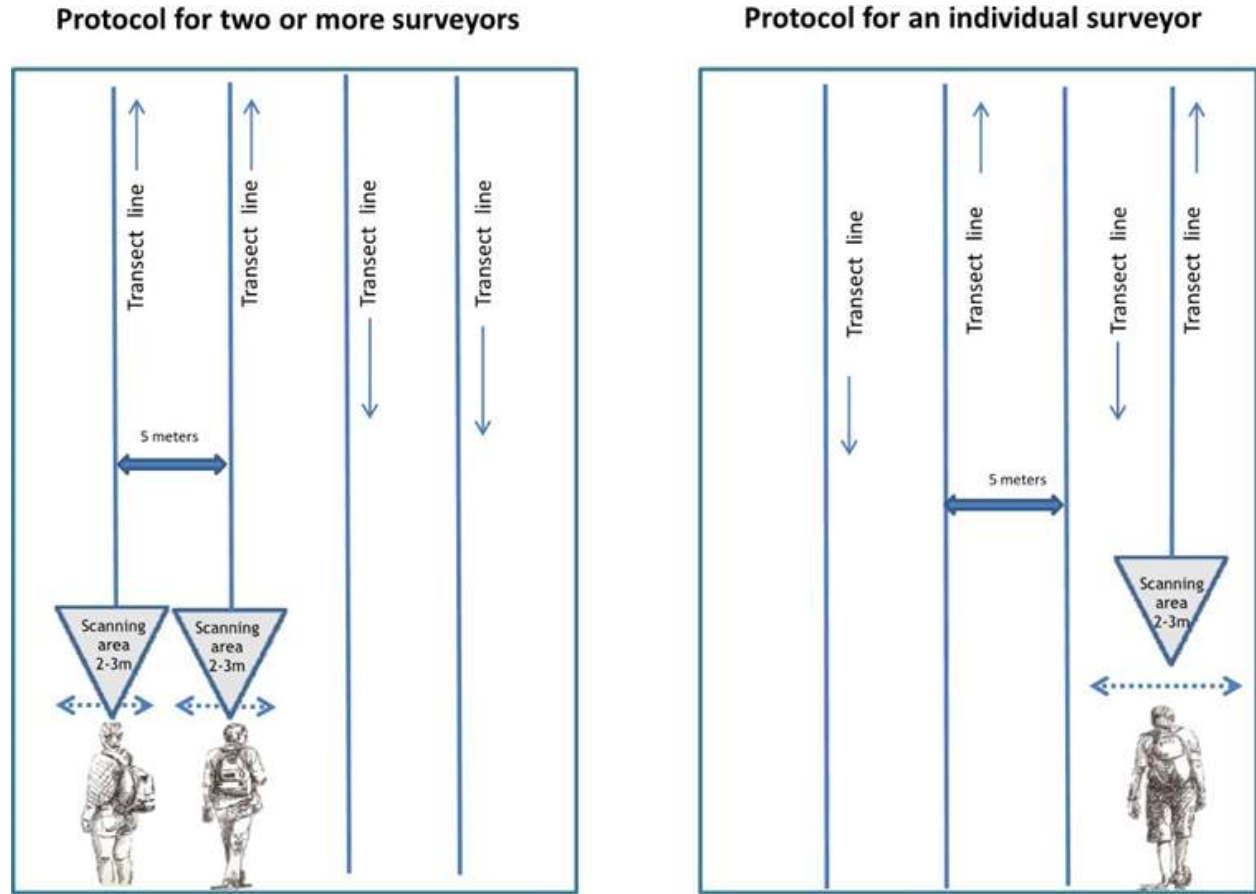 Protocol for two or more surveyors
Transect line
Transect line
Transect line
Transect line
5 meters
Scanning
area
2-3m
Scanning
area
2-3m
Protocol for an individual surveyor
Transect line
Transect line
Transect line
Transect line
5 meters
Scanning
area
2-3m